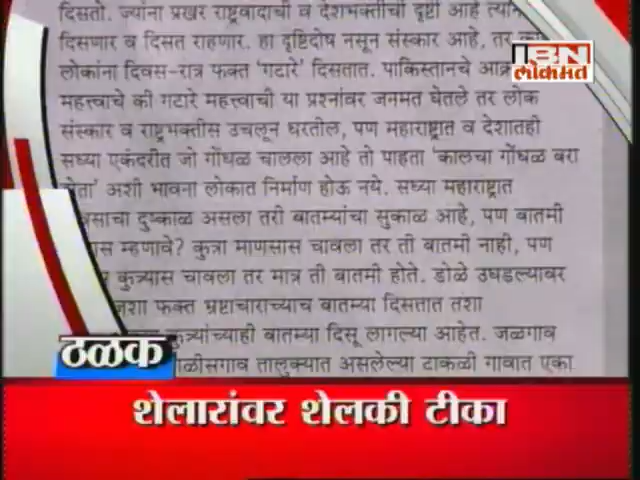 दिसतो. ज्यांना प्रखर राष्ट्रवादाची व देशभक्तीची दृष्टी आहे
दिसणार व दिसत राहणार. हा दृष्टिदोष नसून संस्कार आहे, तर
लोकांना दिवस-रात्र फक्त 'गटारे' दिसतात. पाकिस्तानचे
महत्त्वाचे की गटारे महत्त्वाची या प्रश्नांवर जनमत घेतले तर लोक
संस्कार व राष्ट्रभक्तीस उचलून धरतील, पण महाराष्ट्रात व देशातही
सध्या एकंदरीत जो गोंधळ चालला आहे तो पाहता 'कालचा गोंधळ बरा
अशी भावना लोकात निर्माण होऊ नये. सध्या महाराष्ट्रात
दुष्काळ असला तरी बातम्यांचा सुकाळ आहे, पण बातमी
म्हणावे? कुत्रा माणसास चावला तर ती बातमी नाही, पण
कुत्र्यास चावला तर मात्र ती बातमी होते. डोळे उघडल्यावर
जशा फक्त भ्रष्टाचाराच्याच बातम्या दिसतात तशा
कुत्र्यांच्याही बातम्या दिसू लागल्या आहेत. जळगाव
तालुक्यात असलेल्या टाकळी गावात एका
IBN
लोकमत
ठळक
शेलारांवर शेलकी टीका